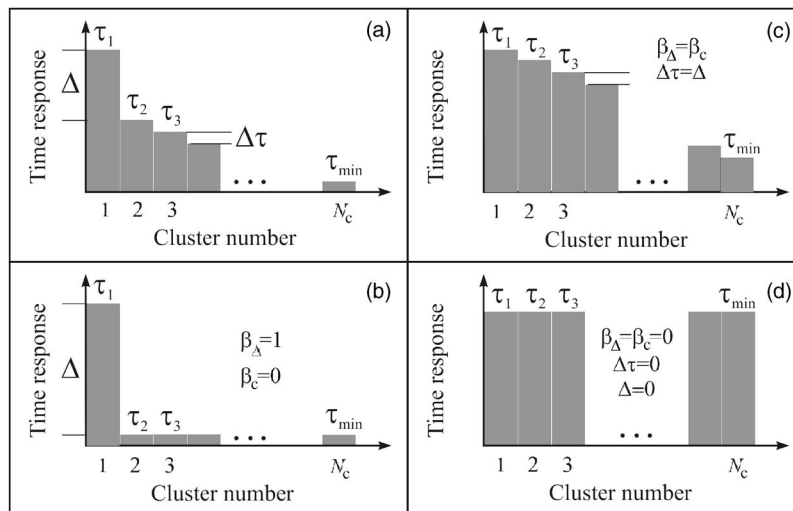 (a)
τ1
Δ
τ2
τ3
Δτ
τmin
Time response
1 2 3 ... Nc
Cluster number
(c)
τ1
τ2
τ3
βΔ=βc
Δτ=Δ
τmin
Time response
1 2 3 ... Nc
Cluster number
(b)
τ1
Δ
βΔ=1
βc=0
τ2 τ3
τmin
Time response
1 2 3 ... Nc
Cluster number
(d)
τ1 τ2 τ3
τmin
βΔ=βc=0
Δτ=0
Δ=0
Time response
1 2 3 ... Nc
Cluster number